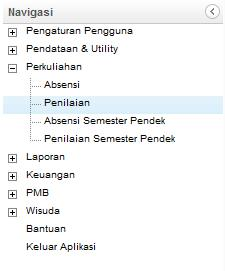 Navigasi
Pengaturan Pengguna
Pendataan & Utility
Perkuliahan
Absensi
Penilaian
Absensi Semester Pendek
Penilaian Semester Pendek
Laporan
Keuangan
PMB
Wisuda
Bantuan
Keluar Aplikasi